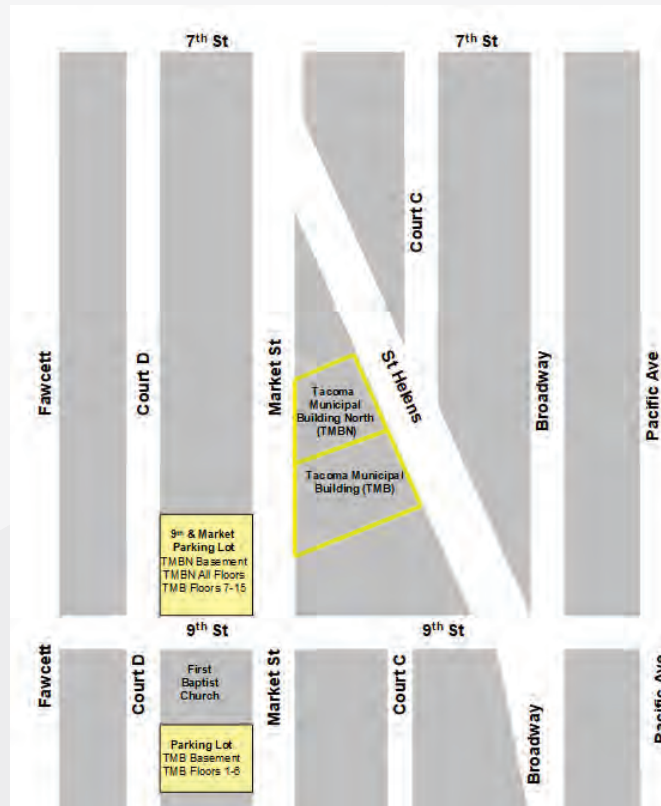 7th St
7th St
Court C
Fawcett
Court D
Market St
St Helens
Broadway
Pacific Ave
Tacoma
Municipal
Building North
(TMBN)
Tacoma Municipal
Building (TMB)
9th & Market
Parking Lot
TMBN Basement
TMBN All Floors
TMB Floors 7-15
9th St
9th St
Fawcett
Court D
First
Baptist
Church
Market St
Court C
Broadway
Pacific Ave
Parking Lot
TMB Basement
TMB Floors 1-6